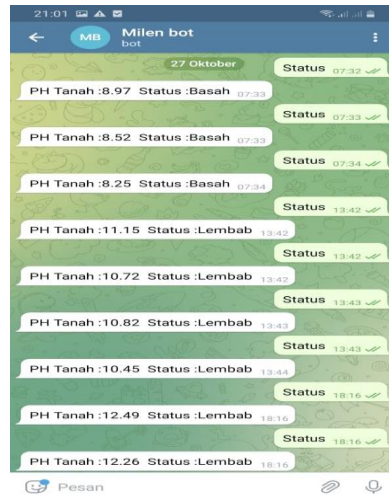 21:01
MB
Milen bot
bot
27 Oktober
Status 07:32
PH Tanah :8.97 Status :Basah 07:33
Status 07:33
PH Tanah :8.52 Status :Basah 07:33
Status 07:34
PH Tanah :8.25 Status :Basah 07:34
Status 13:42
PH Tanah :11.15 Status :Lembab 13:42
Status 13:42
PH Tanah :10.72 Status :Lembab 13:42
Status 13:43
PH Tanah :10.82 Status :Lembab 13:43
Status 13:43
PH Tanah :10.45 Status :Lembab 13:44
Status 18:16
PH Tanah :12.49 Status :Lembab 18:16
Status 18:16
PH Tanah :12.26 Status :Lembab 18:16
Pesan